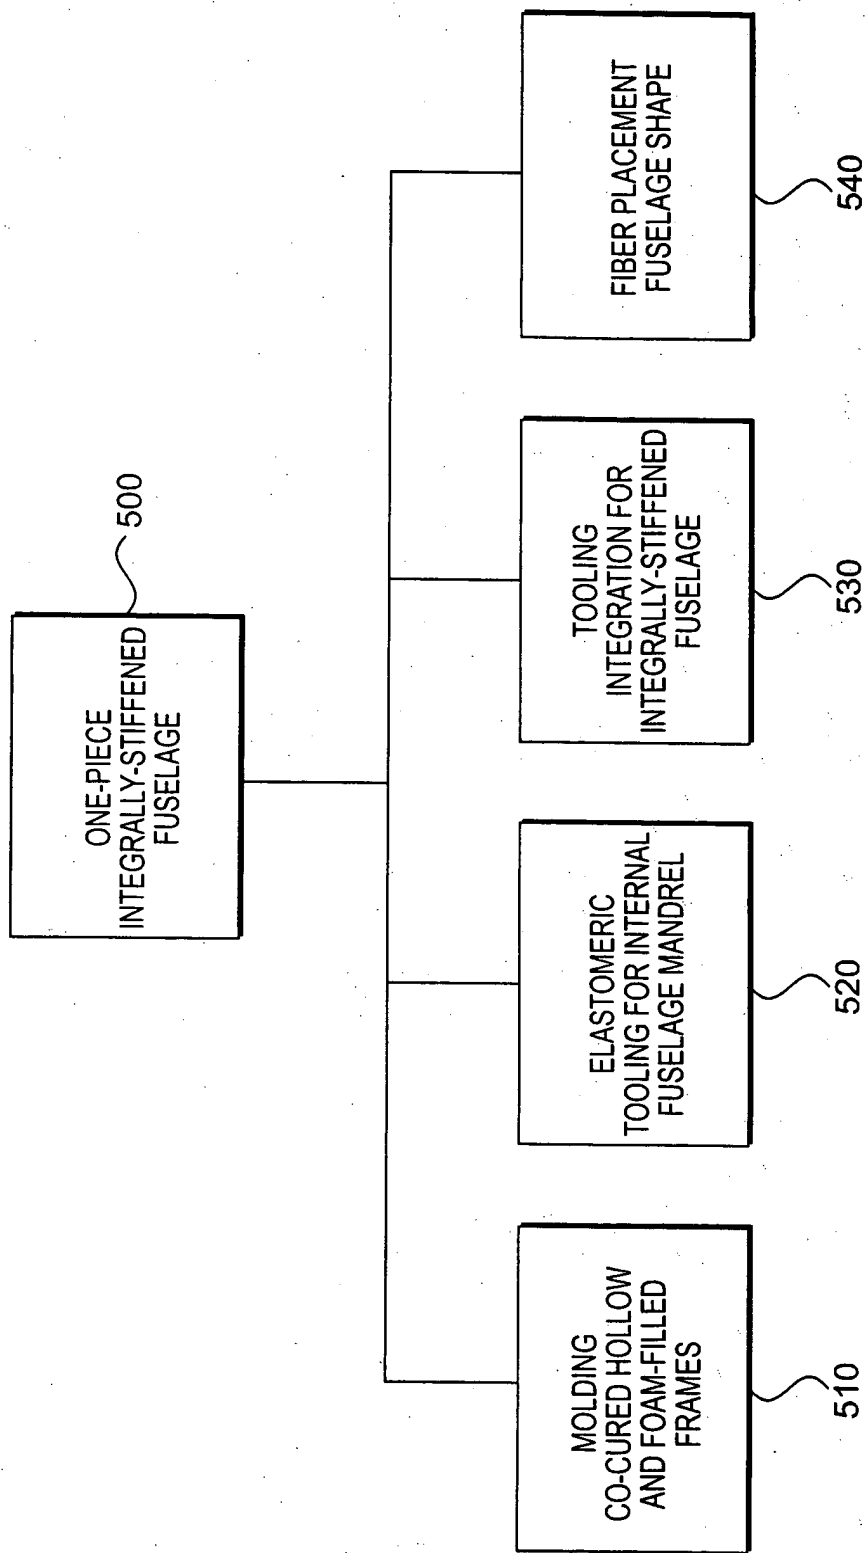 ONE-PIECE
INTEGRALLY-STIFFENED
FUSELAGE
500
MOLDING
CO-CURED HOLLOW
AND FOAM-FILLED
FRAMES
510
ELASTOMERIC
TOOLING FOR INTERNAL
FUSELAGE MANDREL
520
TOOLING
INTEGRATION FOR
INTEGRALLY-STIFFENED
FUSELAGE
530
FIBER PLACEMENT
FUSELAGE SHAPE
540